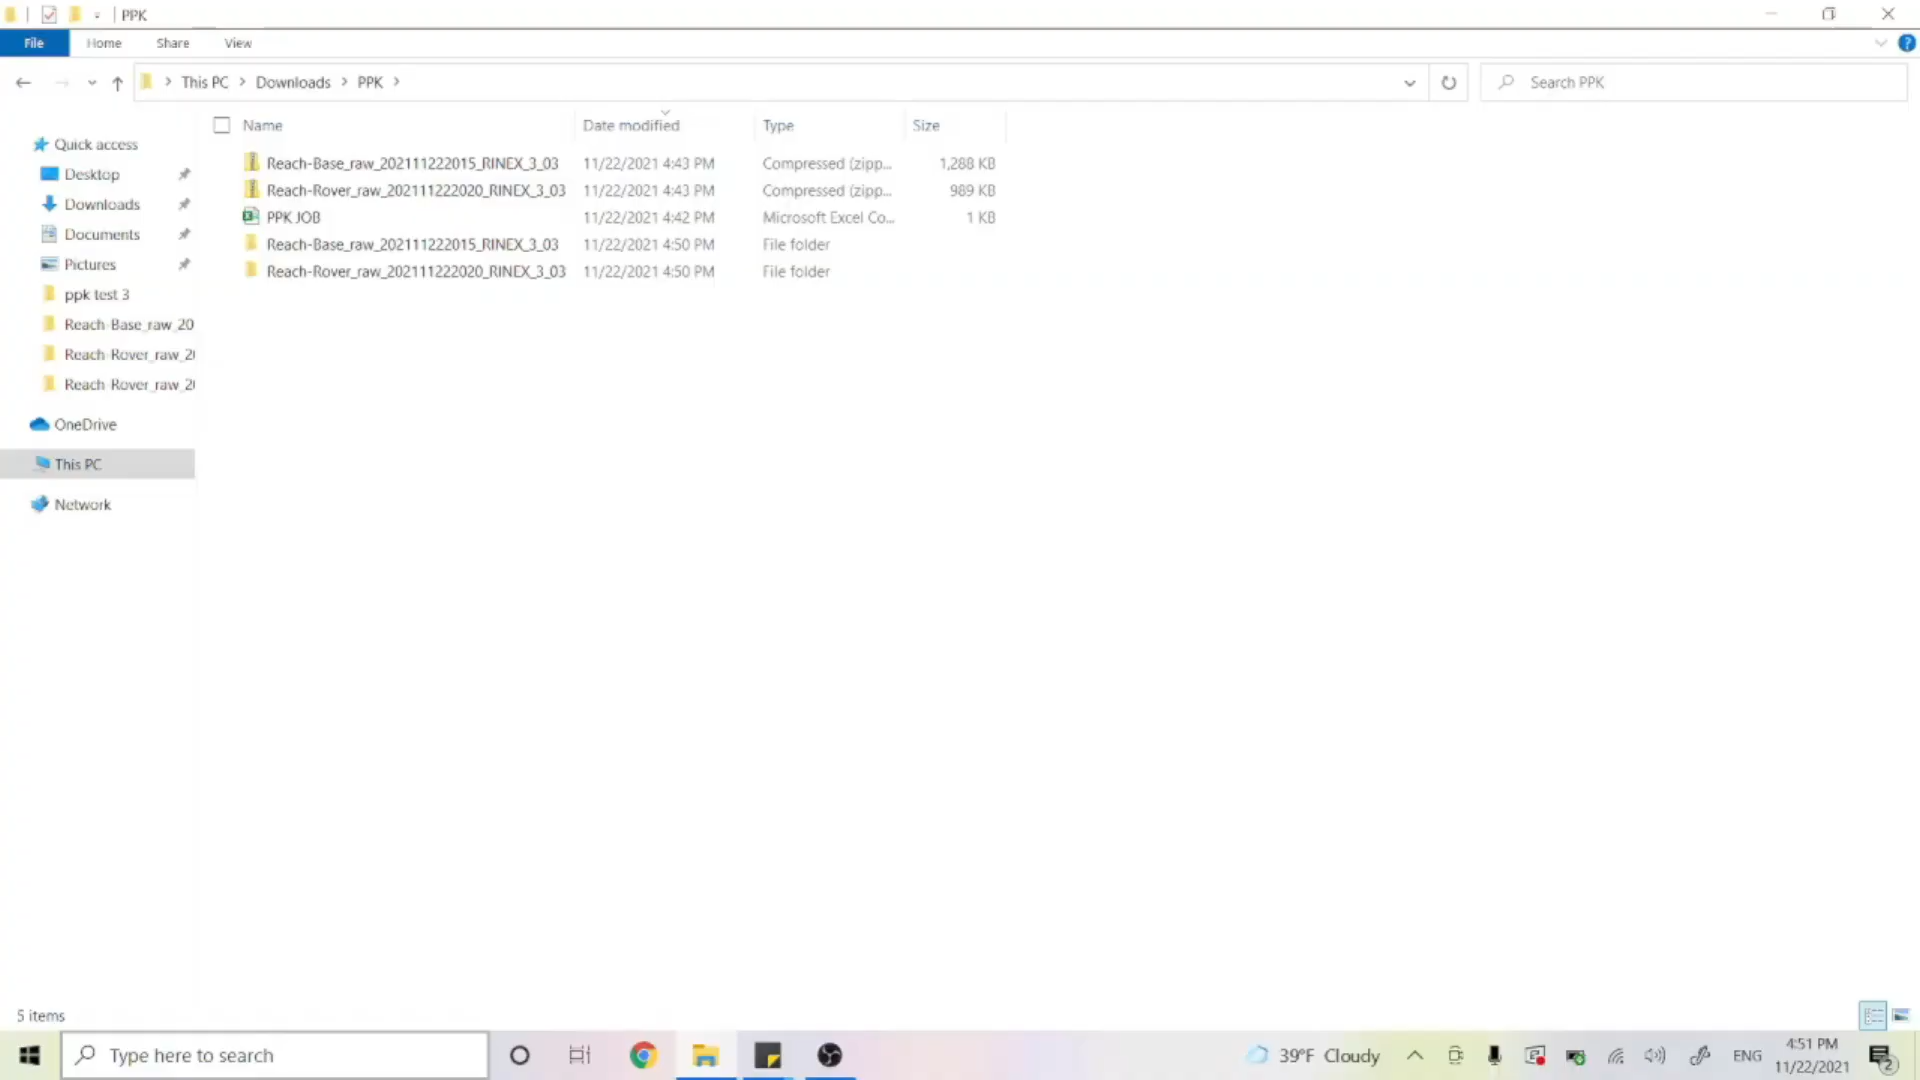 PPK
File Home Share View
This PC Downloads PPK
Search PPK
Name Date modified Type Size
Quick access
Desktop
Downloads
Documents
Pictures
ppk test 3
Reach-Base_raw_20
Reach-Rover_raw_20
Reach-Rover_raw_20
OneDrive
This PC
Network
Reach-Base_raw_202111222015_RINEX_3_03 11/22/2021 4:43 PM Compressed (zipp... 1,288 KB
Reach-Rover_raw_202111222020_RINEX_3_03 11/22/2021 4:43 PM Compressed (zipp... 989 KB
PPK JOB 11/22/2021 4:42 PM Microsoft Excel Co... 1 KB
Reach-Base_raw_202111222015_RINEX_3_03 11/22/2021 4:50 PM File folder
Reach-Rover_raw_202111222020_RINEX_3_03 11/22/2021 4:50 PM File folder
5 items
Type here to search
39°F Cloudy
ENG
4:51 PM
11/22/2021
2